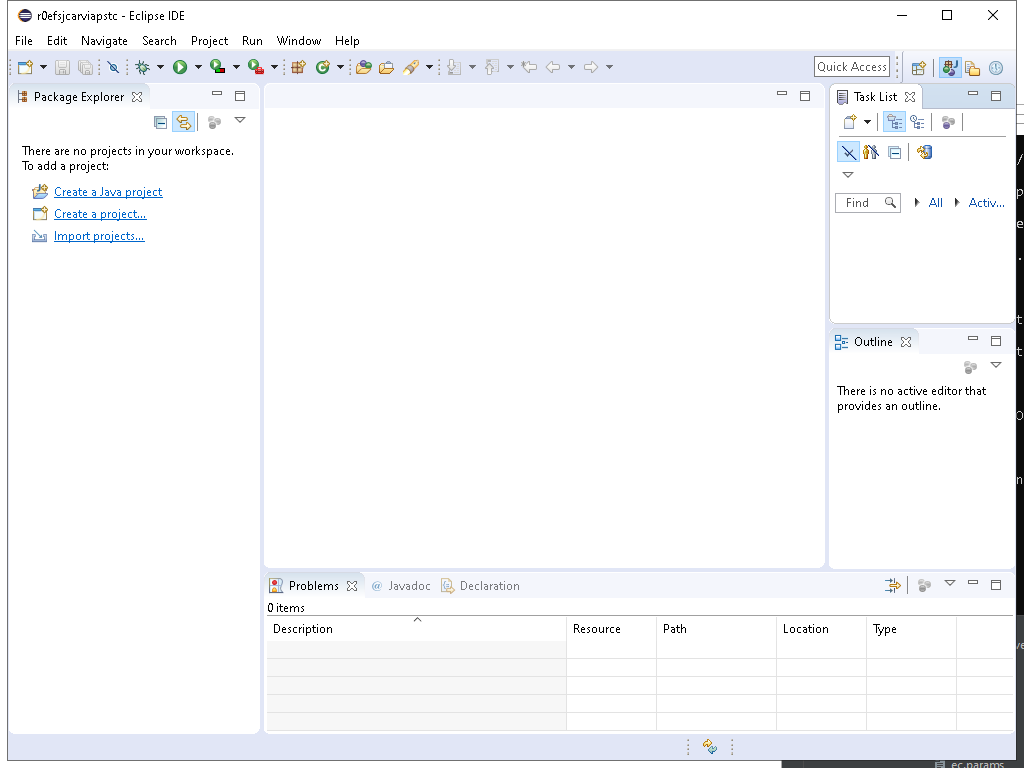 r0efsjcarviapstc - Eclipse IDE
File Edit Navigate Search Project Run Window Help
Quick Access
Package Explorer
There are no projects in your workspace.
To add a project:
Create a Java project
Create a project...
Import projects...
Task List
Find All Activ...
Outline
There is no active editor that
provides an outline.
Problems @ Javadoc Declaration
0 items
Description Resource Path Location Type
ec.params